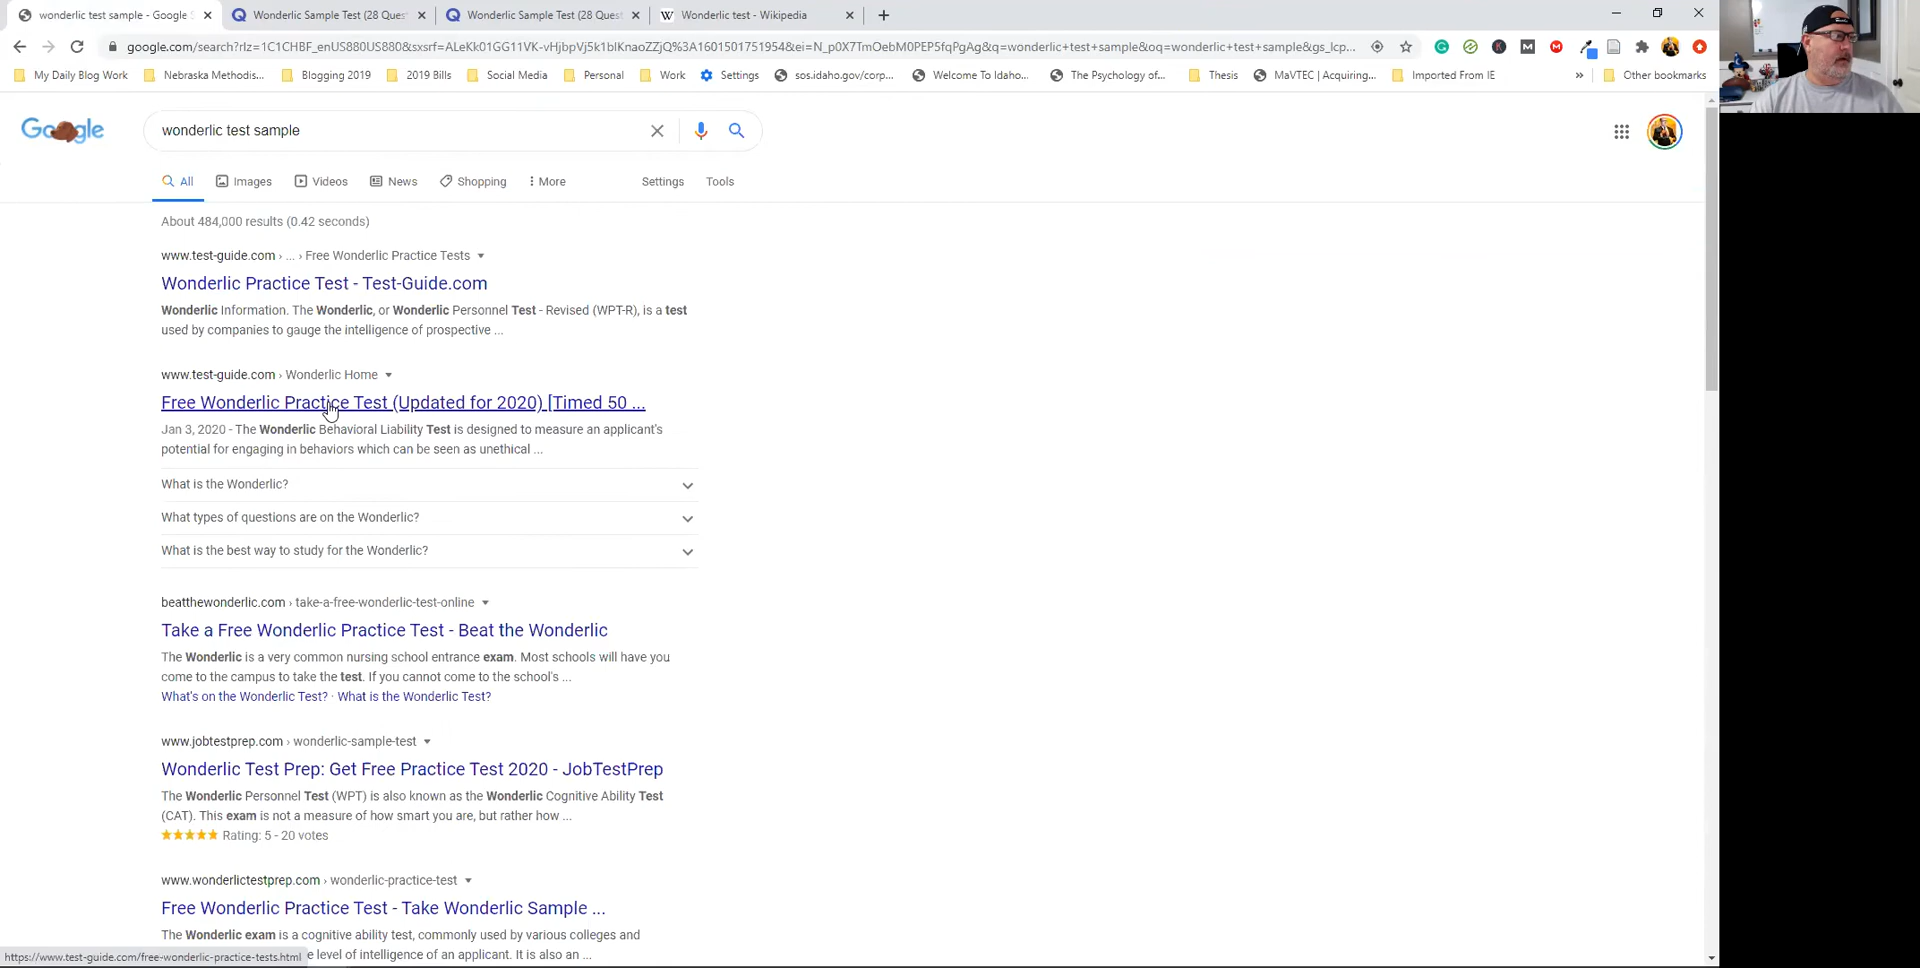 wonderlic test sample - Google S
Wonderlic Sample Test (28 Ques
Wonderlic Sample Test (28 Ques
Wonderlic test - Wikipedia
google.com/search?rlz=1C1CHBF_enUS880US880&sxsrf=ALeKk01GG11VK-vHjbpVj5k1blKnaoZZjQ%3A1601501751954&ei=N_p0X7TmOebM0PEP5fqPgAg&q=wonderlic+test+sample&oq=wonderlic+test+sample&gs_lcp...
My Daily Blog Work
Nebraska Methodis...
Blogging 2019
2019 Bills
Social Media
Personal
Work
Settings
sos.idaho.gov/corp...
Welcome To Idaho...
The Psychology of...
Thesis
MaVTEC | Acquiring...
Imported From IE
»
Other bookmarks
Google
wonderlic test sample
All
Images
Videos
News
Shopping
More
Settings
Tools
About 484,000 results (0.42 seconds)
www.test-guide.com › ... › Free Wonderlic Practice Tests
Wonderlic Practice Test - Test-Guide.com
Wonderlic Information. The Wonderlic, or Wonderlic Personnel Test - Revised (WPT-R), is a test
used by companies to gauge the intelligence of prospective ...
www.test-guide.com › Wonderlic Home
Free Wonderlic Practice Test (Updated for 2020) [Timed 50 ...
Jan 3, 2020 - The Wonderlic Behavioral Liability Test is designed to measure an applicant's
potential for engaging in behaviors which can be seen as unethical ...
What is the Wonderlic?
What types of questions are on the Wonderlic?
What is the best way to study for the Wonderlic?
beatthewonderlic.com › take-a-free-wonderlic-test-online
Take a Free Wonderlic Practice Test - Beat the Wonderlic
The Wonderlic is a very common nursing school entrance exam. Most schools will have you
come to the campus to take the test. If you cannot come to the school's ...
What's on the Wonderlic Test? · What is the Wonderlic Test?
www.jobtestprep.com › wonderlic-sample-test
Wonderlic Test Prep: Get Free Practice Test 2020 - JobTestPrep
The Wonderlic Personnel Test (WPT) is also known as the Wonderlic Cognitive Ability Test
(CAT). This exam is not a measure of how smart you are, but rather how ...
Rating: 5 - 20 votes
www.wonderlictestprep.com › wonderlic-practice-test
Free Wonderlic Practice Test - Take Wonderlic Sample ...
The Wonderlic exam is a cognitive ability test, commonly used by various colleges and
https://www.test-guide.com/free-wonderlic-practice-tests.html
e level of intelligence of an applicant. It is also an ...